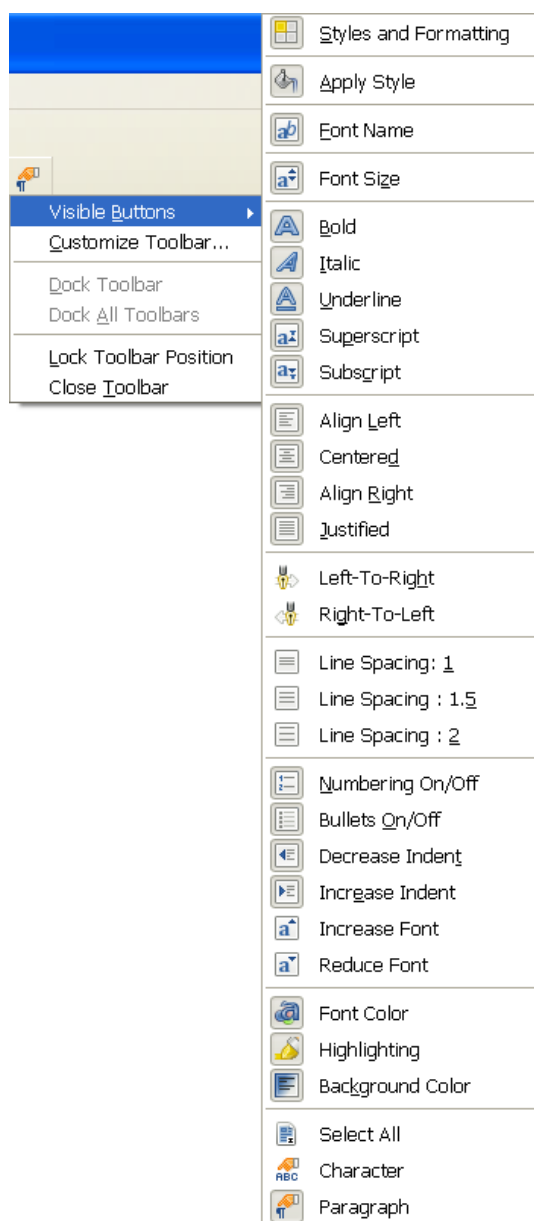 Visible Buttons
Customize Toolbar...
Dock Toolbar
Dock All Toolbars
Lock Toolbar Position
Close Toolbar
Styles and Formatting
Apply Style
Font Name
Font Size
Bold
Italic
Underline
Superscript
Subscript
Align Left
Centered
Align Right
Justified
Left-To-Right
Right-To-Left
Line Spacing: 1
Line Spacing : 1.5
Line Spacing : 2
Numbering On/Off
Bullets On/Off
Decrease Indent
Increase Indent
Increase Font
Reduce Font
Font Color
Highlighting
Background Color
Select All
Character
Paragraph